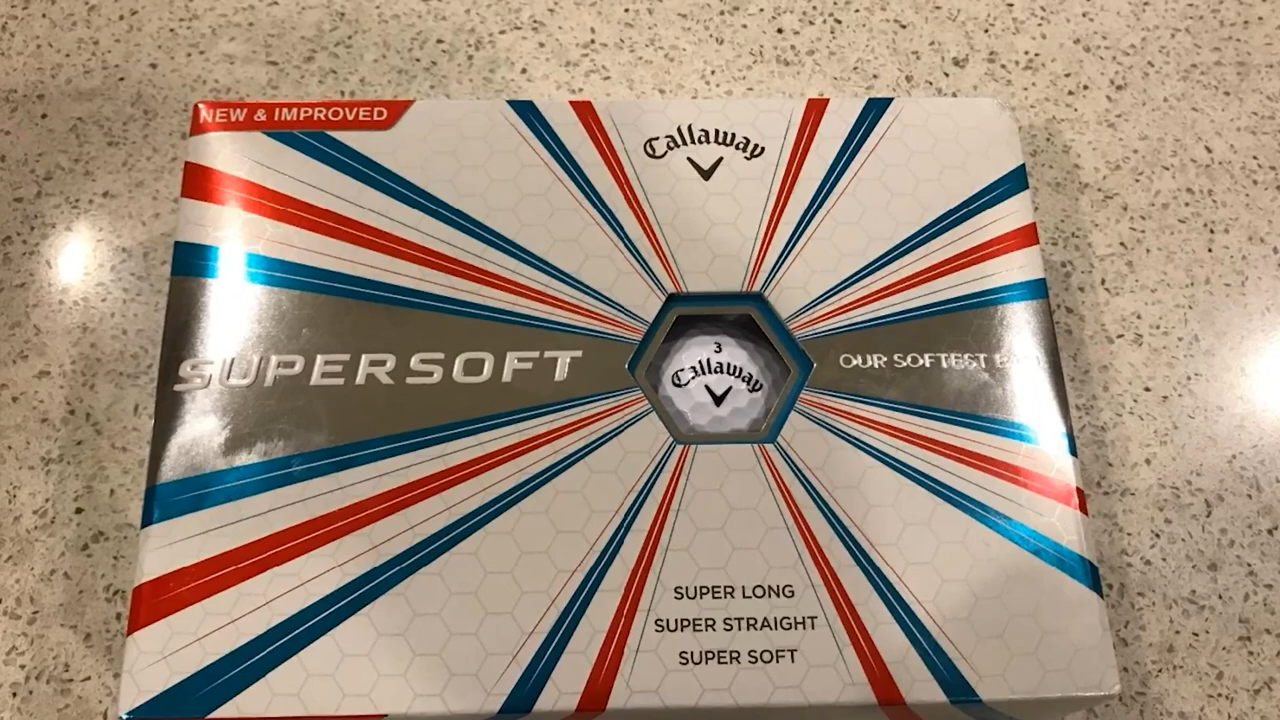 NEW & IMPROVED
Callaway
SUPERSOFT
3
Callaway
OUR SOFTEST
SUPER LONG
SUPER STRAIGHT
SUPER SOFT